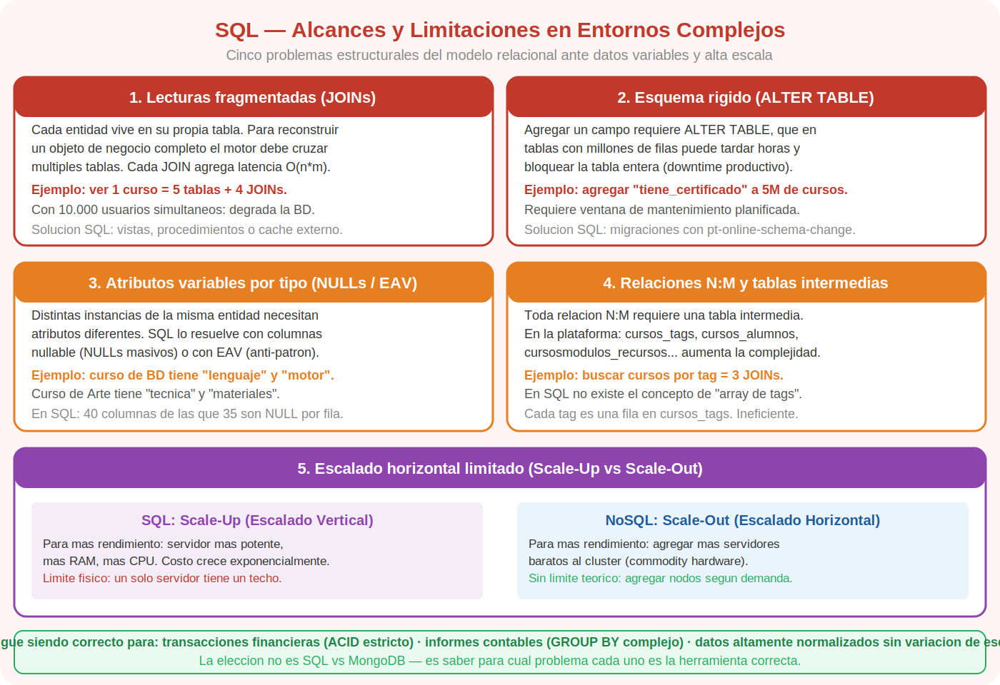 SQL — Alcances y Limitaciones en Entornos Complejos
Cinco problemas estructurales del modelo relacional ante datos variables y alta escala
1. Lecturas fragmentadas (JOINs)
Cada entidad vive en su propia tabla. Para reconstruir
un objeto de negocio completo el motor debe cruzar
multiples tablas. Cada JOIN agrega latencia O(n*m).
Ejemplo: ver 1 curso = 5 tablas + 4 JOINs.
Con 10.000 usuarios simultaneos: degrada la BD.
Solucion SQL: vistas, procedimientos o cache externo.
2. Esquema rigido (ALTER TABLE)
Agregar un campo requiere ALTER TABLE, que en
tablas con millones de filas puede tardar horas y
bloquear la tabla entera (downtime productivo).
Ejemplo: agregar "tiene_certificado" a 5M de cursos.
Requiere ventana de mantenimiento planificada.
Solucion SQL: migraciones con pt-online-schema-change.
3. Atributos variables por tipo (NULLs / EAV)
Distintas instancias de la misma entidad necesitan
atributos diferentes. SQL lo resuelve con columnas
nullable (NULLs masivos) o con EAV (anti-patron).
Ejemplo: curso de BD tiene "lenguaje" y "motor".
Curso de Arte tiene "tecnica" y "materiales".
En SQL: 40 columnas de las que 35 son NULL por fila.
4. Relaciones N:M y tablas intermedias
Toda relacion N:M requiere una tabla intermedia.
En la plataforma: cursos_tags, cursos_alumnos,
cursosmodulos_recursos... aumenta la complejidad.
Ejemplo: buscar cursos por tag = 3 JOINs.
En SQL no existe el concepto de "array de tags".
Cada tag es una fila en cursos_tags. Ineficiente.
5. Escalado horizontal limitado (Scale-Up vs Scale-Out)
SQL: Scale-Up (Escalado Vertical)
Para mas rendimiento: servidor mas potente,
mas RAM, mas CPU. Costo crece exponencialmente.
Limite fisico: un solo servidor tiene un techo.
NoSQL: Scale-Out (Escalado Horizontal)
Para mas rendimiento: agregar mas servidores
baratos al cluster (commodity hardware).
Sin limite teorico: agregar nodos segun demanda.
gue siendo correcto para: transacciones financieras (ACID estricto) · informes contables (GROUP BY complejo) · datos altamente normalizados sin variacion de
La eleccion no es SQL vs MongoDB — es saber para cual problema cada uno es la herramienta correcta.